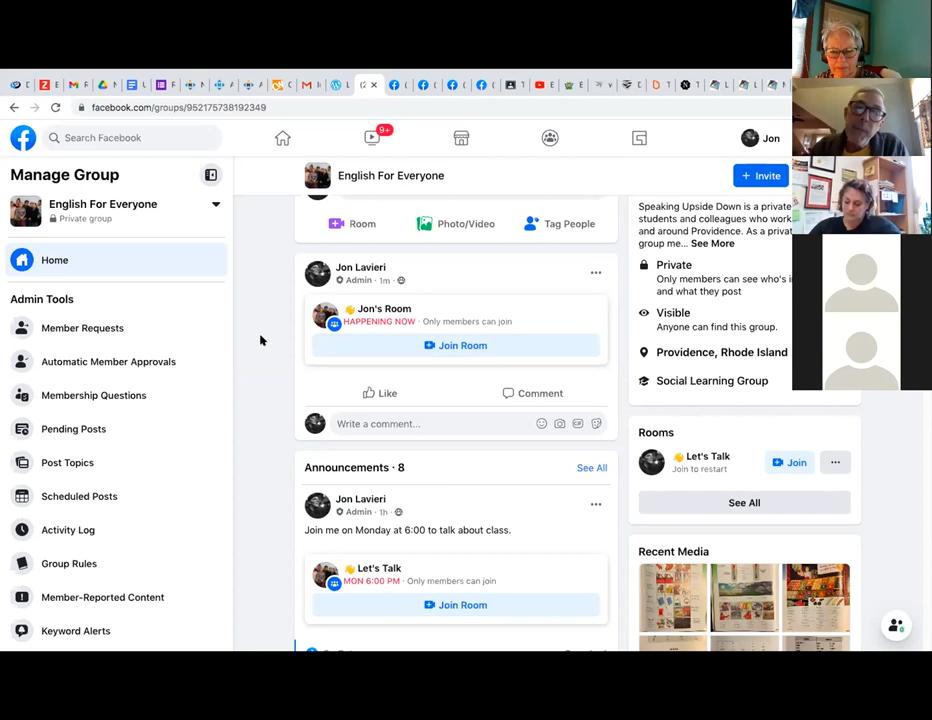 facebook.com/groups/952175738192349
Search Facebook
9+
Jon
Manage Group
English For Everyone
Private group
Home
Admin Tools
Member Requests
Automatic Member Approvals
Membership Questions
Pending Posts
Post Topics
Scheduled Posts
Activity Log
Group Rules
Member-Reported Content
Keyword Alerts
English For Everyone
+ Invite
Room
Photo/Video
Tag People
Jon Lavieri
Admin · 1m ·
👋 Jon's Room
HAPPENING NOW · Only members can join
Join Room
Like
Comment
Write a comment...
Announcements · 8
See All
Jon Lavieri
Admin · 1h ·
Join me on Monday at 6:00 to talk about class.
👋 Let's Talk
MON 6:00 PM · Only members can join
Join Room
Speaking Upside Down is a private
students and colleagues who work
and around Providence. As a
group me... See More
Private
Only members can see who's
and what they post
Visible
Anyone can find this group.
Providence, Rhode Island
Social Learning Group
Rooms
👋 Let's Talk
Join to restart
Join
...
See All
Recent Media